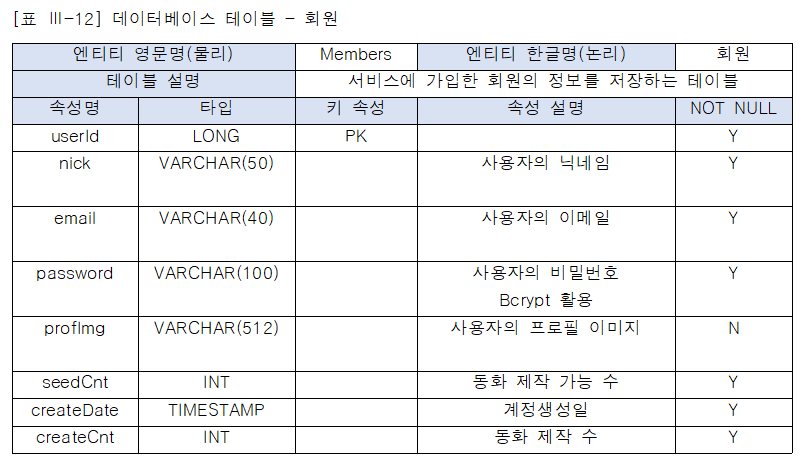 [표 Ⅲ-12] 데이터베이스 테이블 - 회원
엔티티 영문명(물리) Members 엔티티 한글명(논리) 회원
테이블 설명 서비스에 가입한 회원의 정보를 저장하는 테이블
속성명 타입 키 속성 속성 설명 NOT NULL
userId LONG PK Y
nick VARCHAR(50) 사용자의 닉네임 Y
email VARCHAR(40) 사용자의 이메일 Y
password VARCHAR(100) 사용자의 비밀번호 Y
Bcrypt 활용
profImg VARCHAR(512) 사용자의 프로필 이미지 N
seedCnt INT 동화 제작 가능 수 Y
createDate TIMESTAMP 계정생성일 Y
createCnt INT 동화 제작 수 Y